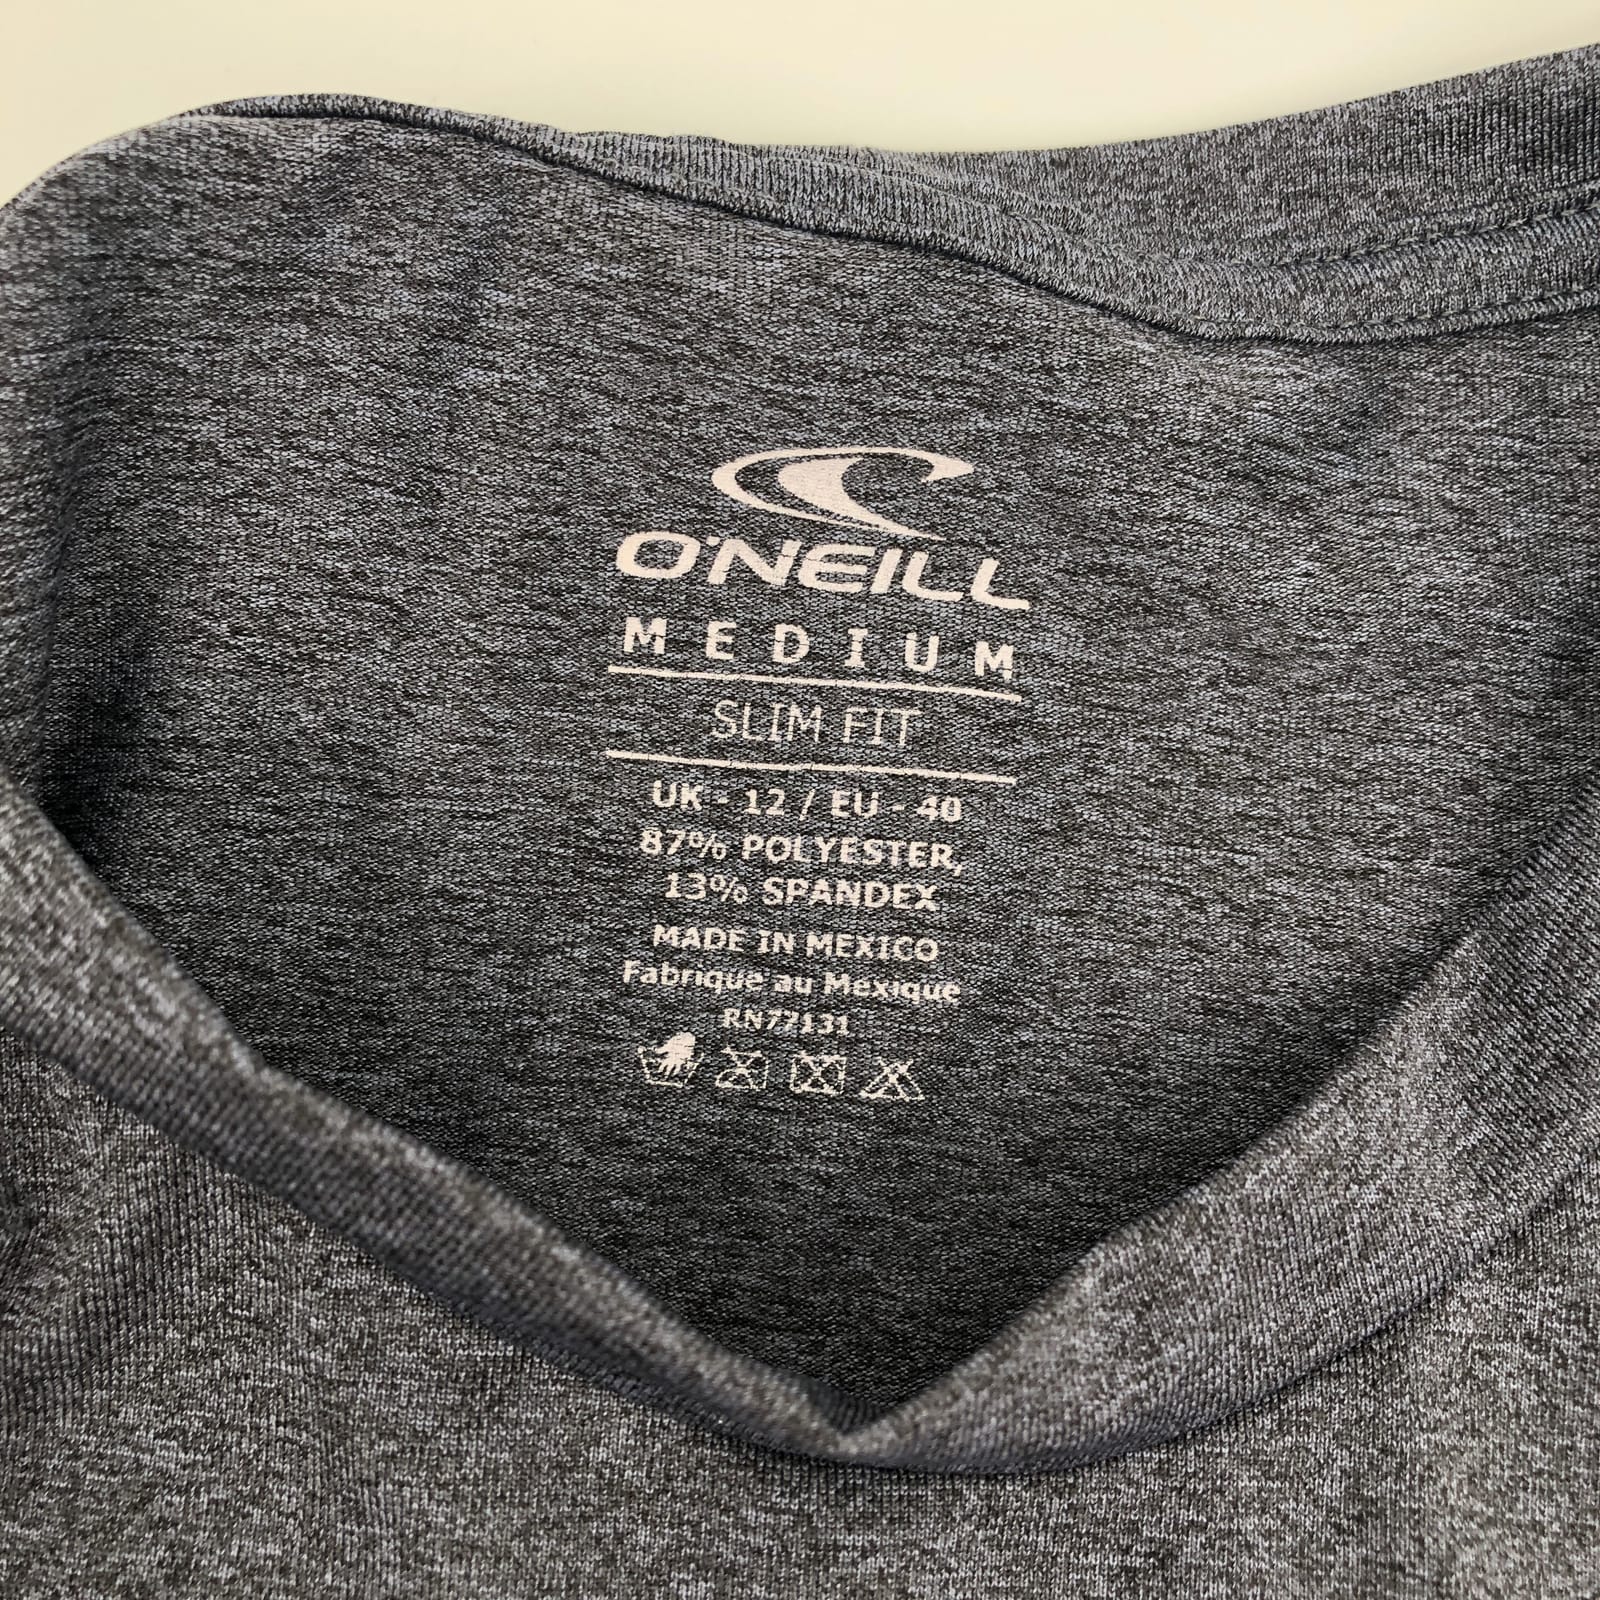 O'NEILL
MEDIUM
SLIM FIT
UK - 12 / EU - 40
87% POLYESTER,
13% SPANDEX
MADE IN MEXICO
Fabrique au Mexique
RN77131